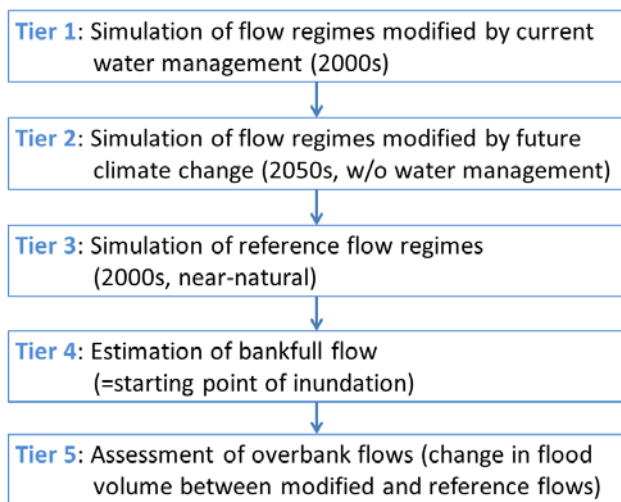 Tier 1: Simulation of flow regimes modified by current
water management (2000s)
Tier 2: Simulation of flow regimes modified by future
climate change (2050s, w/o water management)
Tier 3: Simulation of reference flow regimes
(2000s, near-natural)
Tier 4: Estimation of bankfull flow
(=starting point of inundation)
Tier 5: Assessment of overbank flows (change in flood
volume between modified and reference flows)